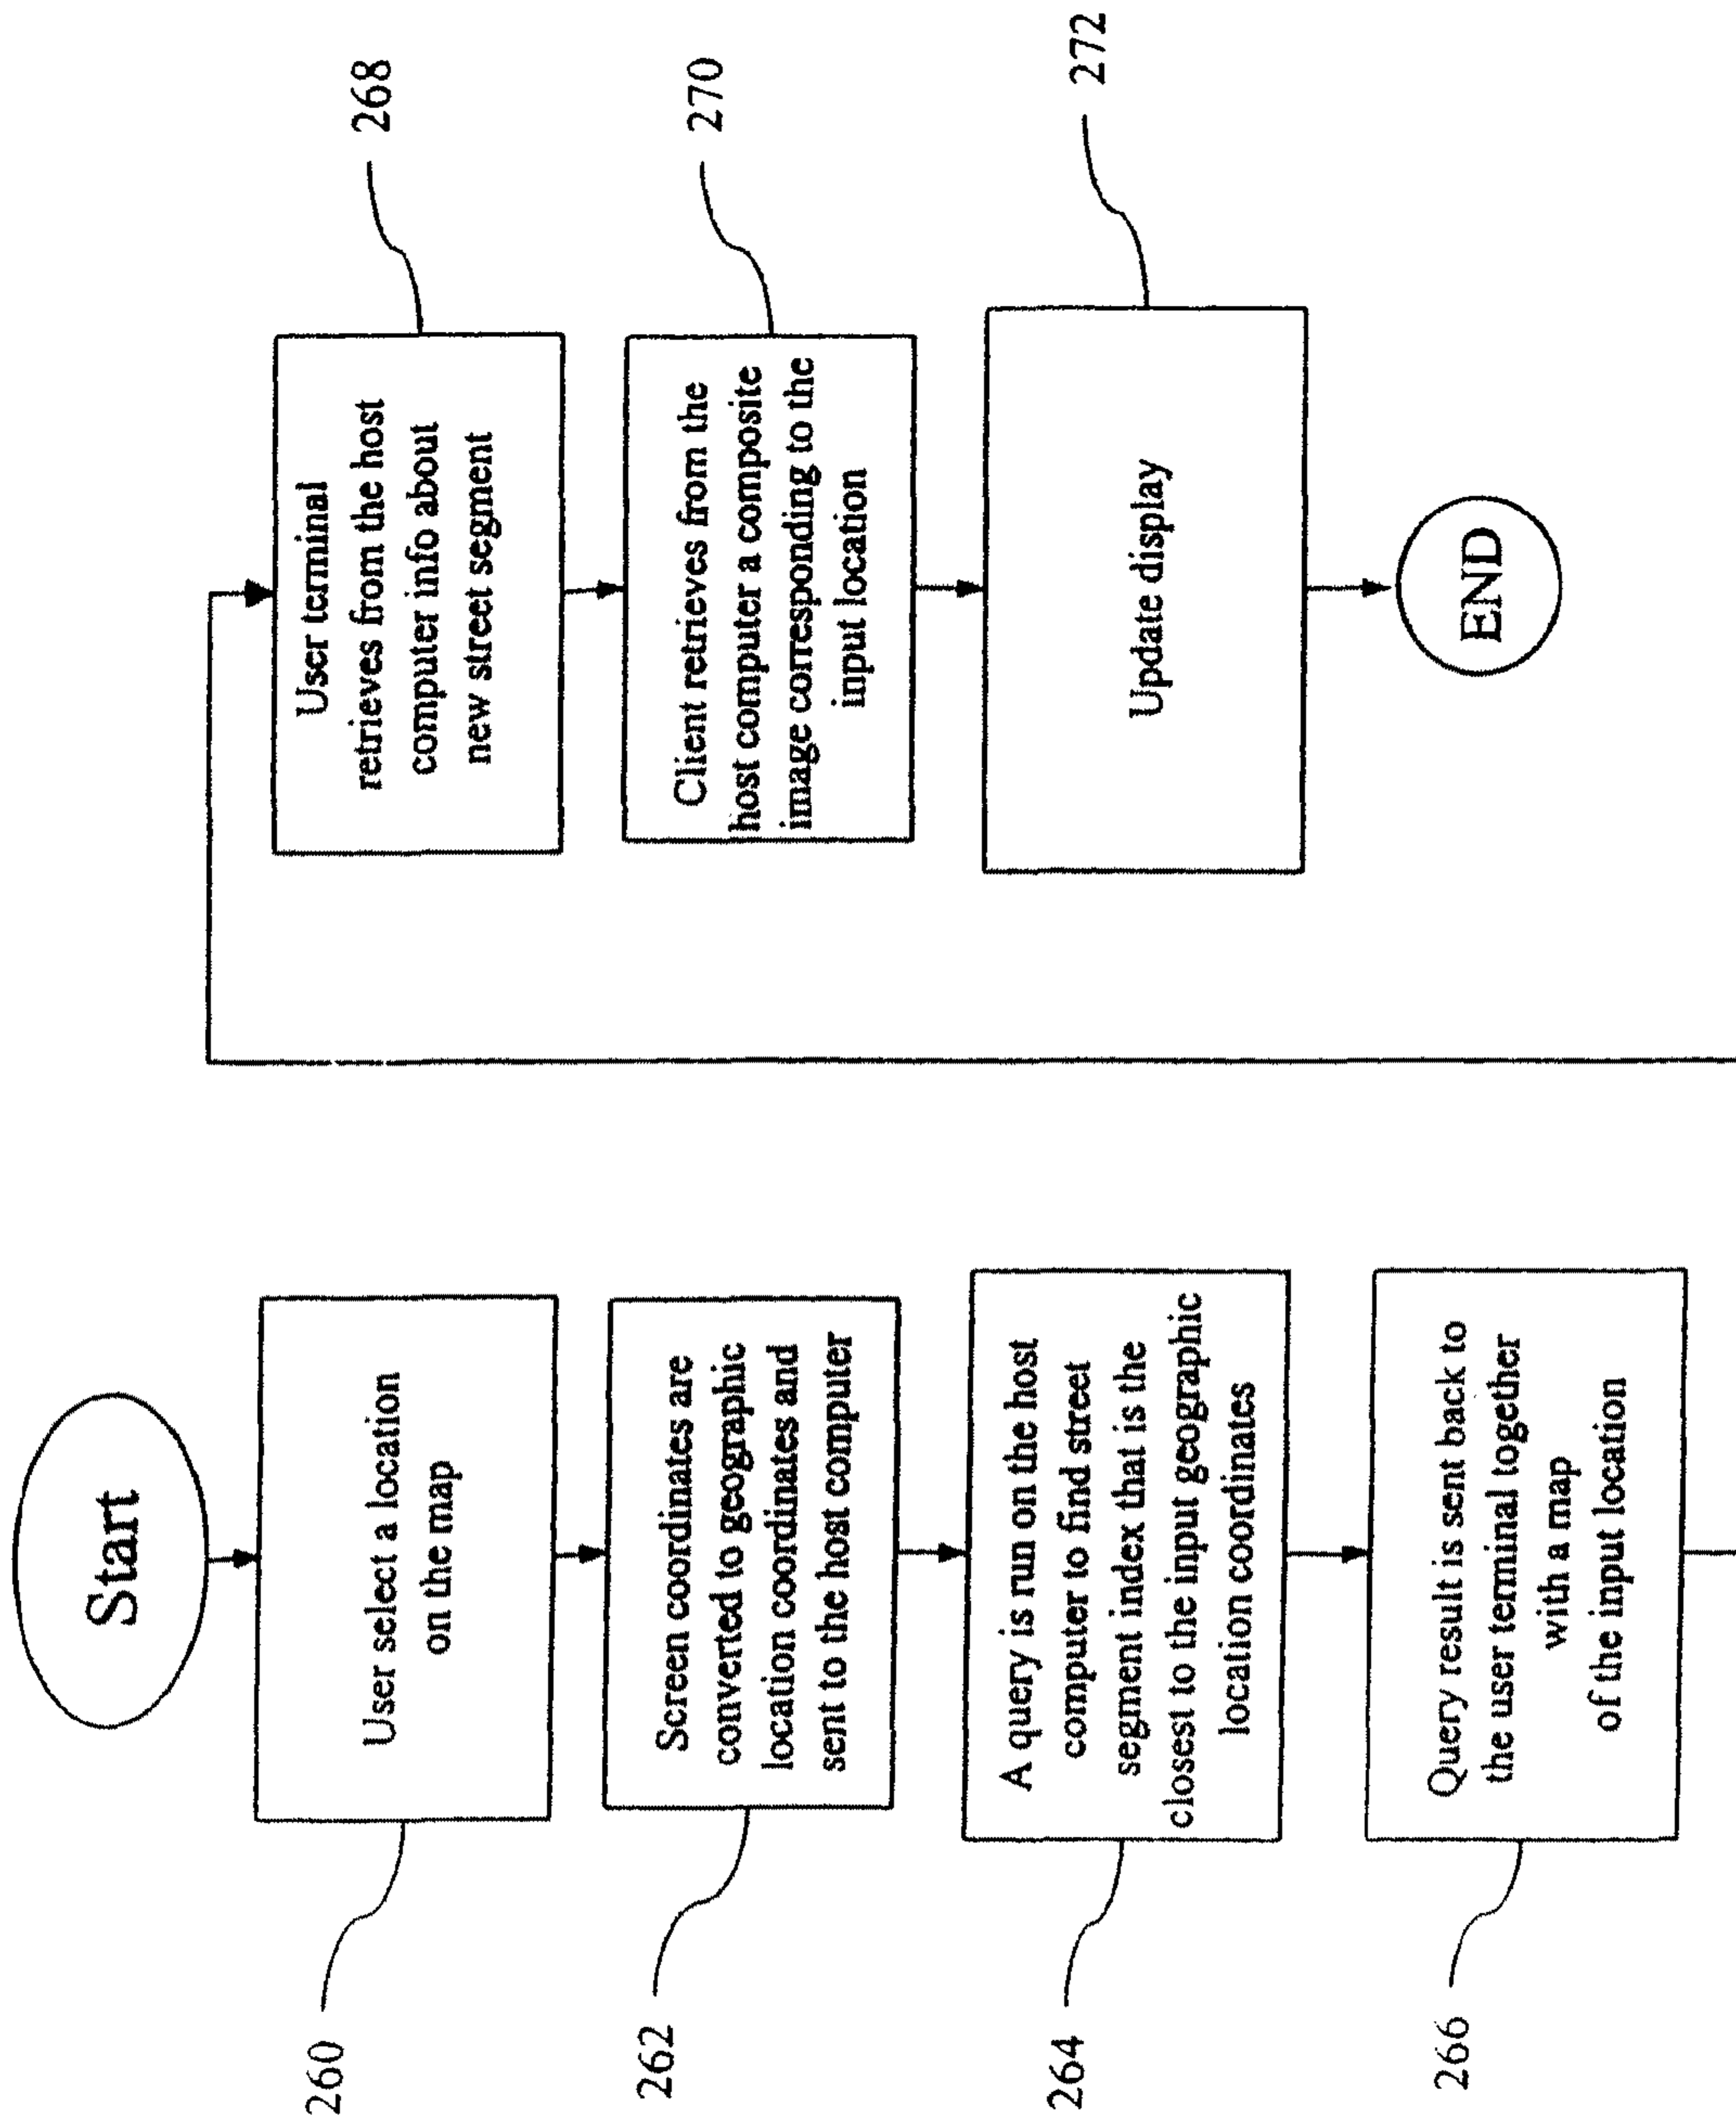 Start
User select a location
on the map
260
Screen coordinates are
converted to geographic
location coordinates and
sent to the host computer
262
A query is run on the host
computer to find street
segment index that is the
closest to the input geographic
location coordinates
264
Query result is sent back to
the user terminal together
with a map
of the input location
266
User terminal
retrieves from the host
computer info about
new street segment
268
Client retrieves from the
host computer a composite
image corresponding to the
input location
270
Update display
272
END